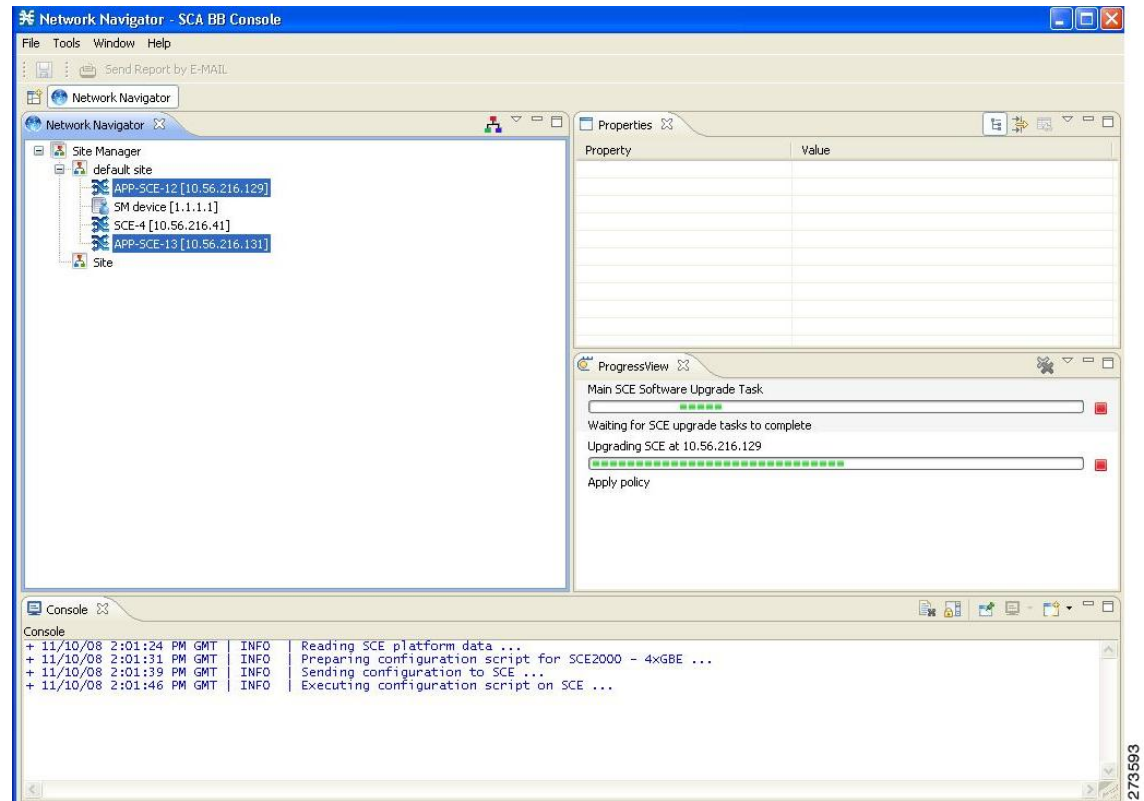 Network Navigator - SCA BB Console
File Tools Window Help
Send Report by E-MAIL
Network Navigator
Network Navigator
Site Manager
default site
APP-SCE-12 [10.56.216.129]
SM device [1.1.1.1]
SCE-4 [10.56.216.41]
APP-SCE-13 [10.56.216.131]
Site
Properties
Property Value
ProgressView
Main SCE Software Upgrade Task
Waiting for SCE upgrade tasks to complete
Upgrading SCE at 10.56.216.129
Apply policy
Console
Console
+ 11/10/08 2:01:24 PM GMT | INFO | Reading SCE platform data ...
+ 11/10/08 2:01:31 PM GMT | INFO | Preparing configuration script for SCE2000 - 4xGBE ...
+ 11/10/08 2:01:39 PM GMT | INFO | Sending configuration to SCE ...
+ 11/10/08 2:01:46 PM GMT | INFO | Executing configuration script on SCE ...
273593